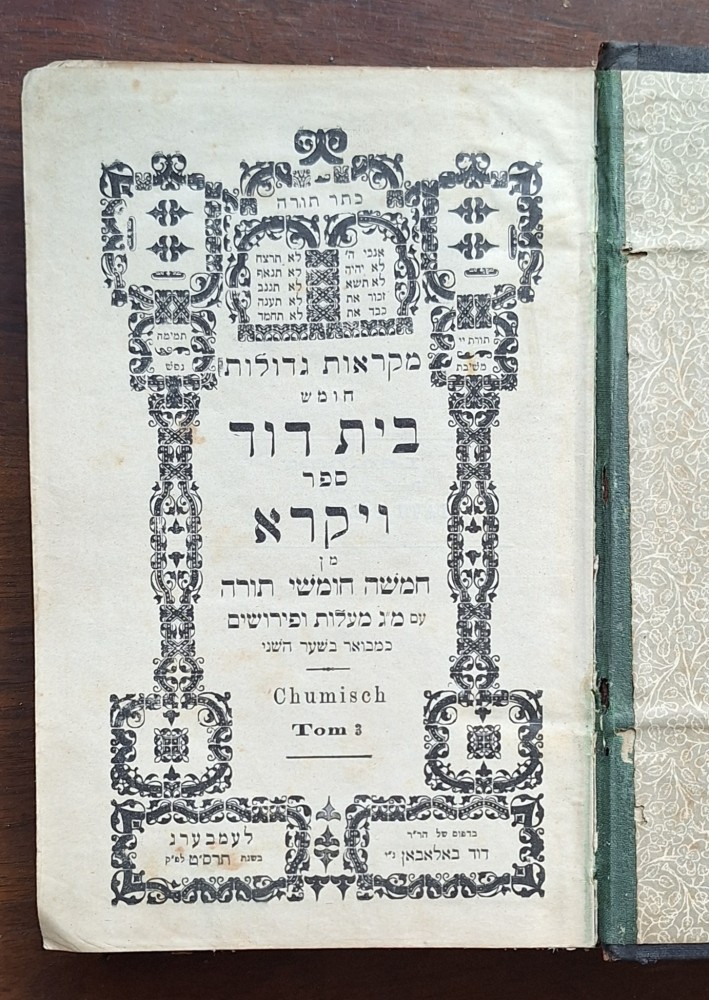 כתר תורה
אנכי ה' לא תרצח
לא יהיה לא תנאף
לא תשא לא תגנב
זכור את לא תענה
כבד את לא תחמד
תורת יי תמימה
משיבת נפש
מקראות גדולות
חומש
בית דוד
ספר
ויקרא
מן
חמשה חומשי תורה
עם מ"ג מעלות ופירושים
כמבואר בשער השני
Chumisch
Tom 3
בדפוס של הר"ר
דוד באלאבאן נ"י
לעמבערג
בשנת תרס"ט לפ"ק